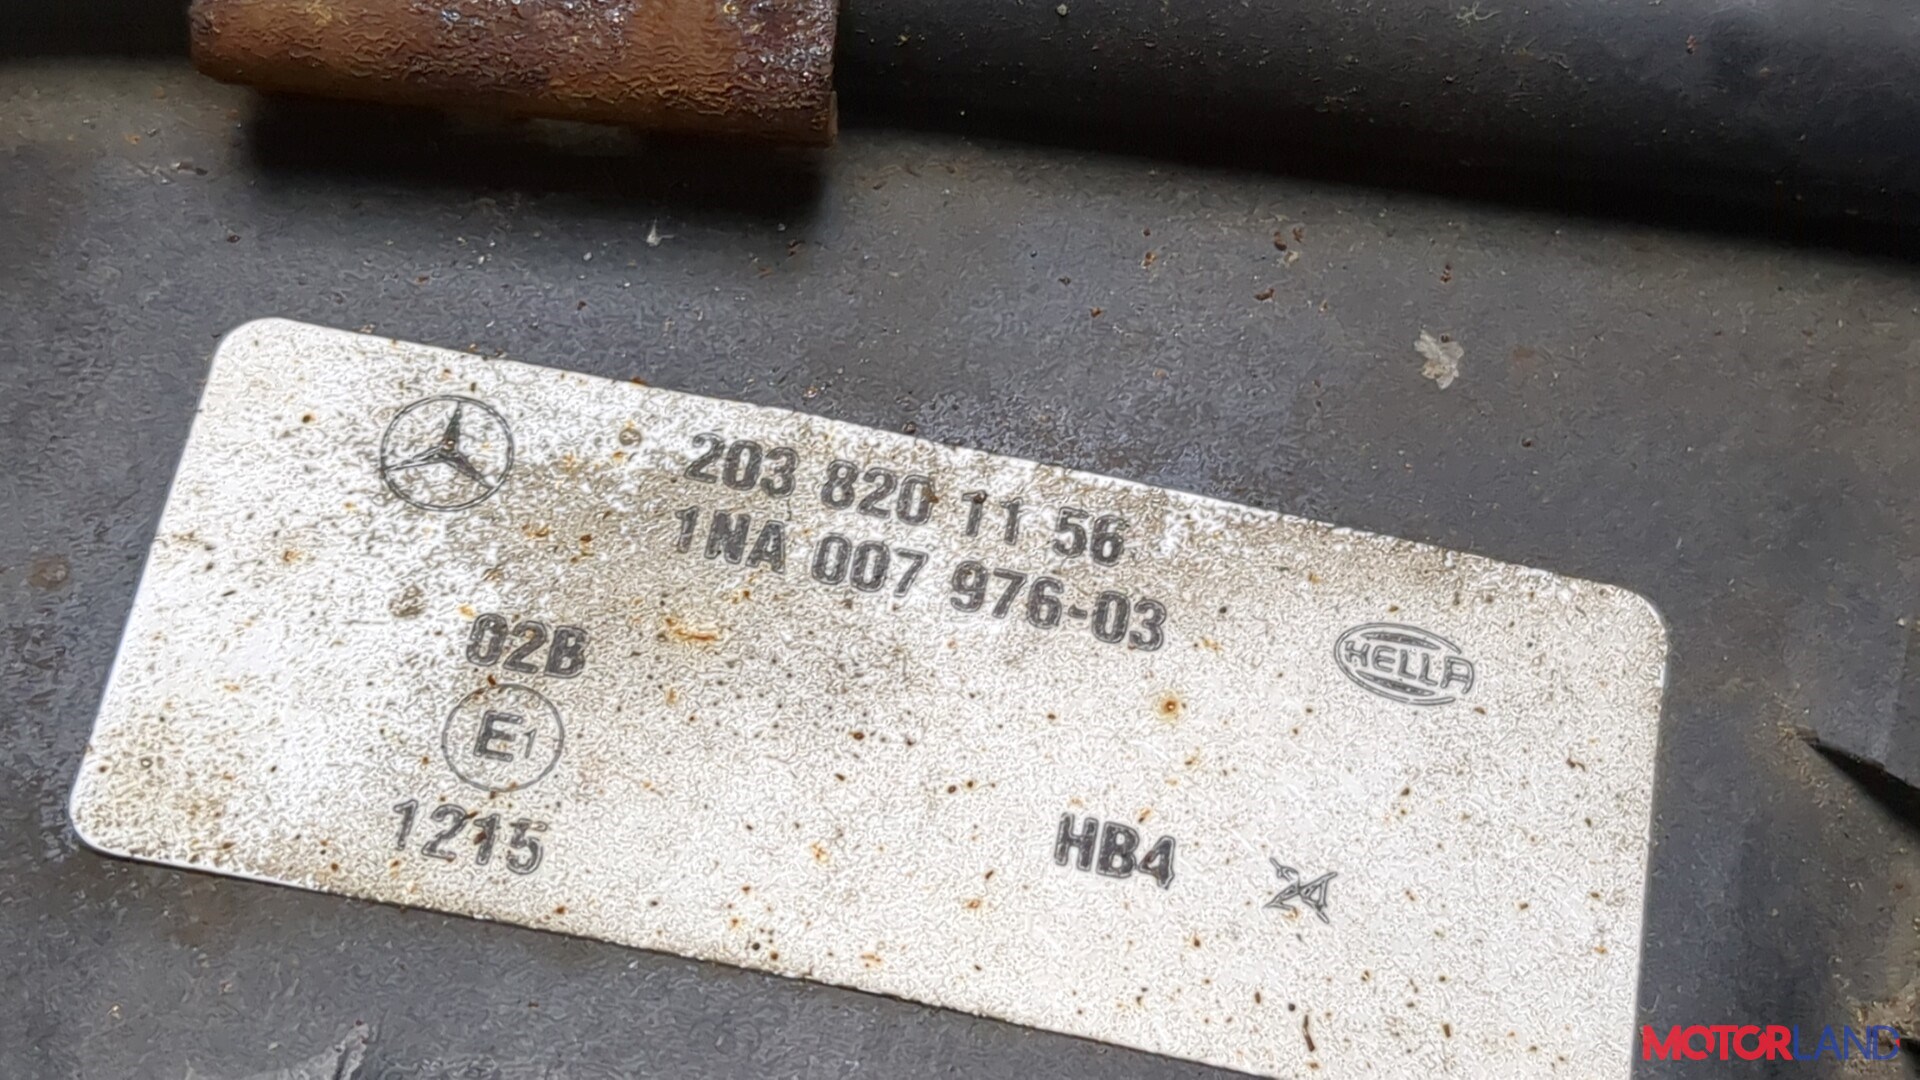 203 820 11 56
1NA 007 976-03
02B
HELLA
E1
1215
HB4
MOTORLAND